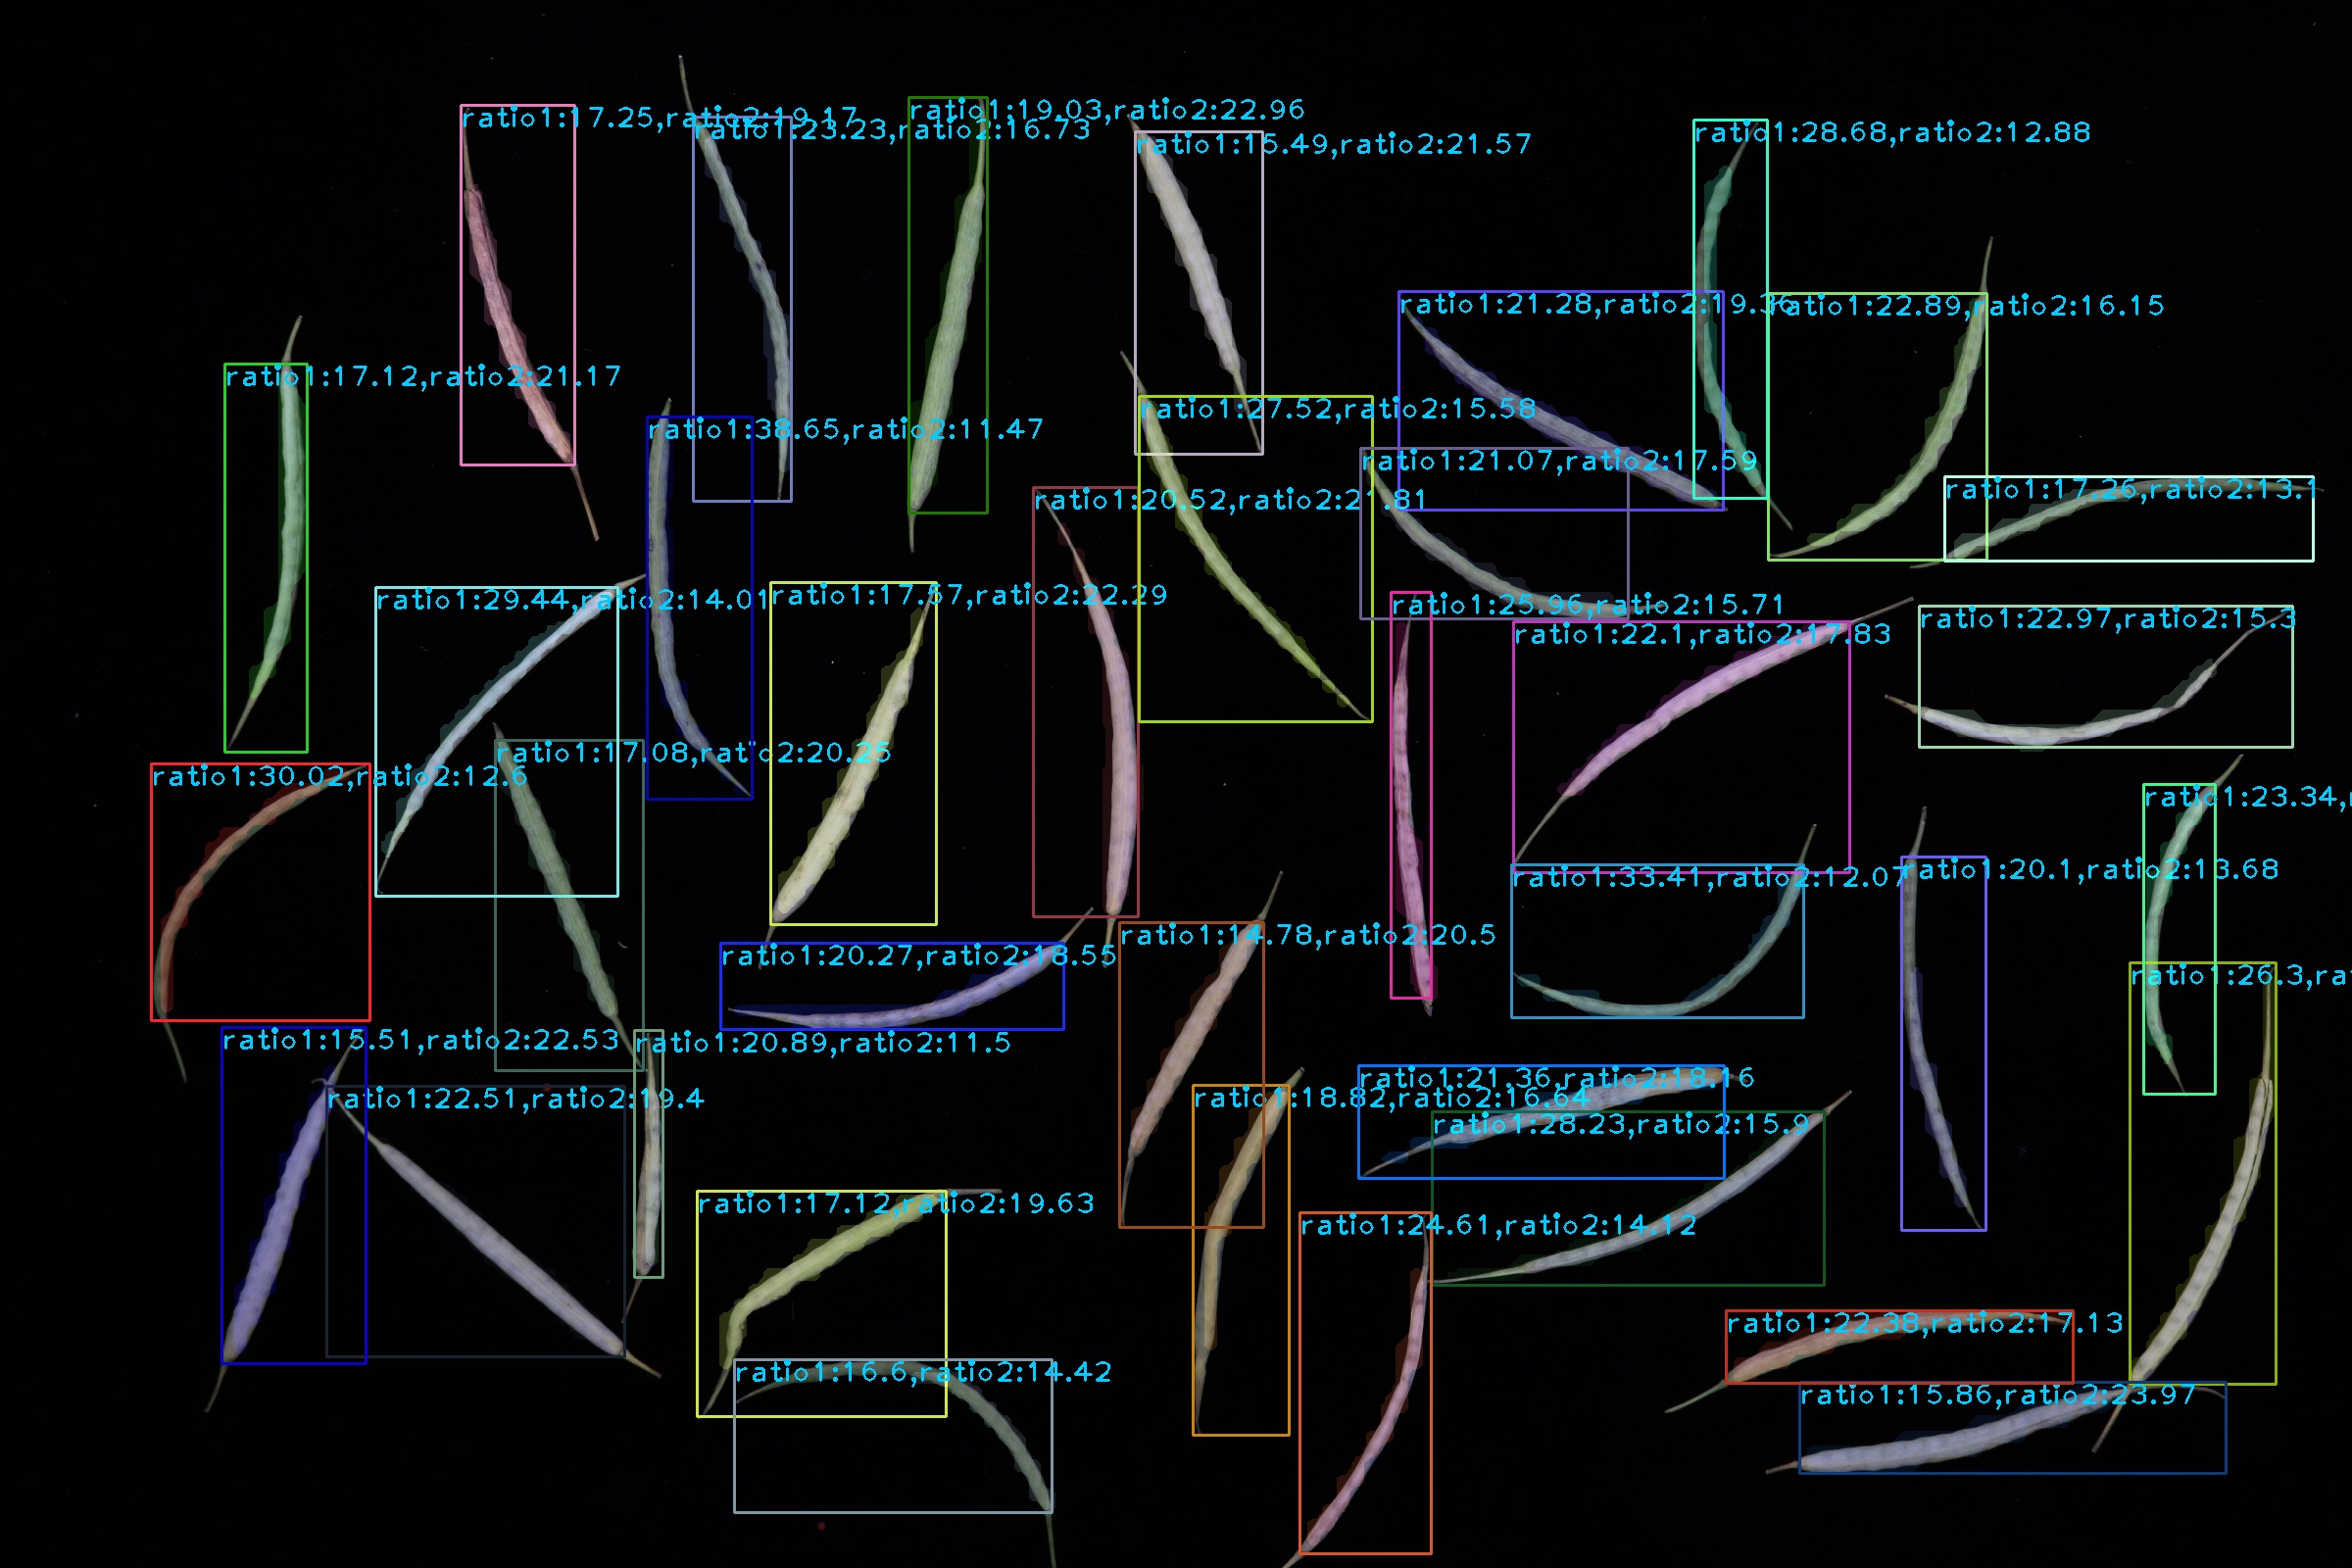 ratio1:19.03,ratio2:22.96
ratio1:17.25,ratio2:19.17
ratio1:23.23,ratio2:16.73
ratio1:28.68,ratio2:12.88
ratio1:15.49,ratio2:21.57
ratio1:21.28,ratio2:19.36
ratio1:22.89,ratio2:16.15
ratio1:17.12,ratio2:21.17
ratio1:27.52,ratio2:15.58
ratio1:38.65,ratio2:11.47
ratio1:21.07,ratio2:17.59
ratio1:17.26,ratio2:13.1
ratio1:20.52,ratio2:21.81
ratio1:29.44,ratio2:14.01
ratio1:17.57,ratio2:22.29
ratio1:25.96,ratio2:15.71
ratio1:22.97,ratio2:15.3
ratio1:22.1,ratio2:17.83
ratio1:17.08,ratio2:20.25
ratio1:30.02,ratio2:12.6
ratio1:23.34,
ratio1:20.1,ratio2:13.68
ratio1:33.41,ratio2:12.07
ratio1:14.78,ratio2:20.5
ratio1:20.27,ratio2:18.55
ratio1:26.3,
ratio1:15.51,ratio2:22.53
ratio1:20.89,ratio2:11.5
ratio1:21.36,ratio2:18.16
ratio1:22.51,ratio2:19.4
ratio1:18.82,ratio2:16.64
ratio1:28.23,ratio2:15.9
ratio1:17.12,ratio2:19.63
ratio1:24.61,ratio2:14.12
ratio1:22.38,ratio2:17.13
ratio1:16.6,ratio2:14.42
ratio1:15.86,ratio2:23.97